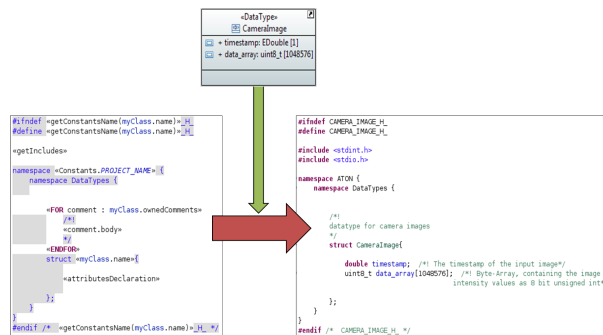 «DataType»
CameraImage
+ timestamp: EDouble [1]
+ data_array: uint8_t [1048576]
#ifndef «getConstantsName(myClass.name)»_H_
#define «getConstantsName(myClass.name)»_H_
«getIncludes»
namespace «Constants.PROJECT_NAME» {
namespace DataTypes {
«FOR comment : myClass.ownedComments»
/*!
«comment.body»
*/
«ENDFOR»
struct «myClass.name»{
«attributesDeclaration»
};
}
}
#endif /* «getConstantsName(myClass.name)»_H_ */
#ifndef CAMERA_IMAGE_H_
#define CAMERA_IMAGE_H_
#include <stdint.h>
#include <stdio.h>
namespace ATON {
namespace DataTypes {
/*!
datatype for camera images
*/
struct CameraImage{
double timestamp; /*! The timestamp of the input image*/
uint8_t data_array[1048576]; /*! Byte-Array, containing the image
intensity values as 8 bit unsigned int*
};
}
}
#endif /* CAMERA_IMAGE_H_ */